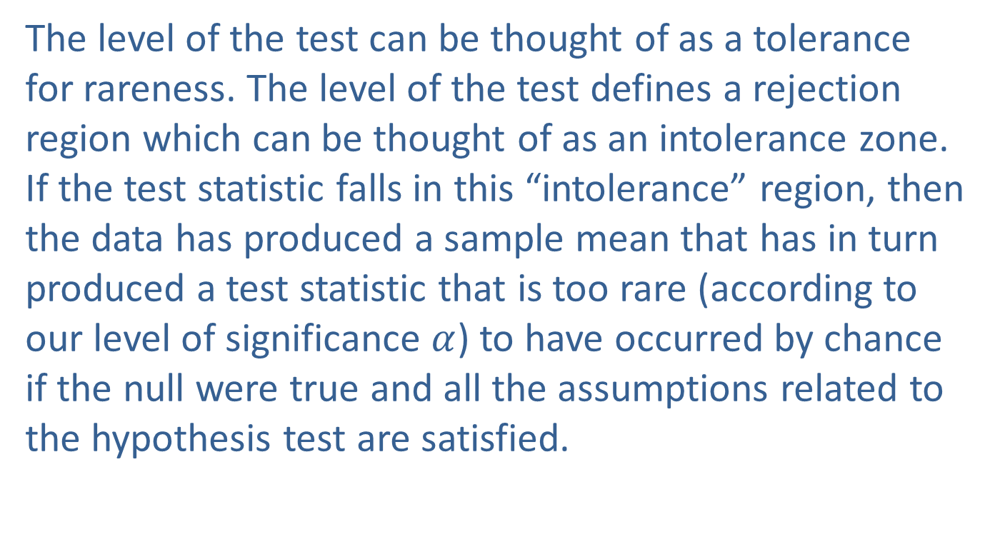 The level of the test can be thought of as a tolerance
for rareness. The level of the test defines a rejection
region which can be thought of as an intolerance zone.
If the test statistic falls in this “intolerance” region, then
the data has produced a sample mean that has in turn
produced a test statistic that is too rare (according to
our level of significance 𝛼) to have occurred by chance
if the null were true and all the assumptions related to
the hypothesis test are satisfied.